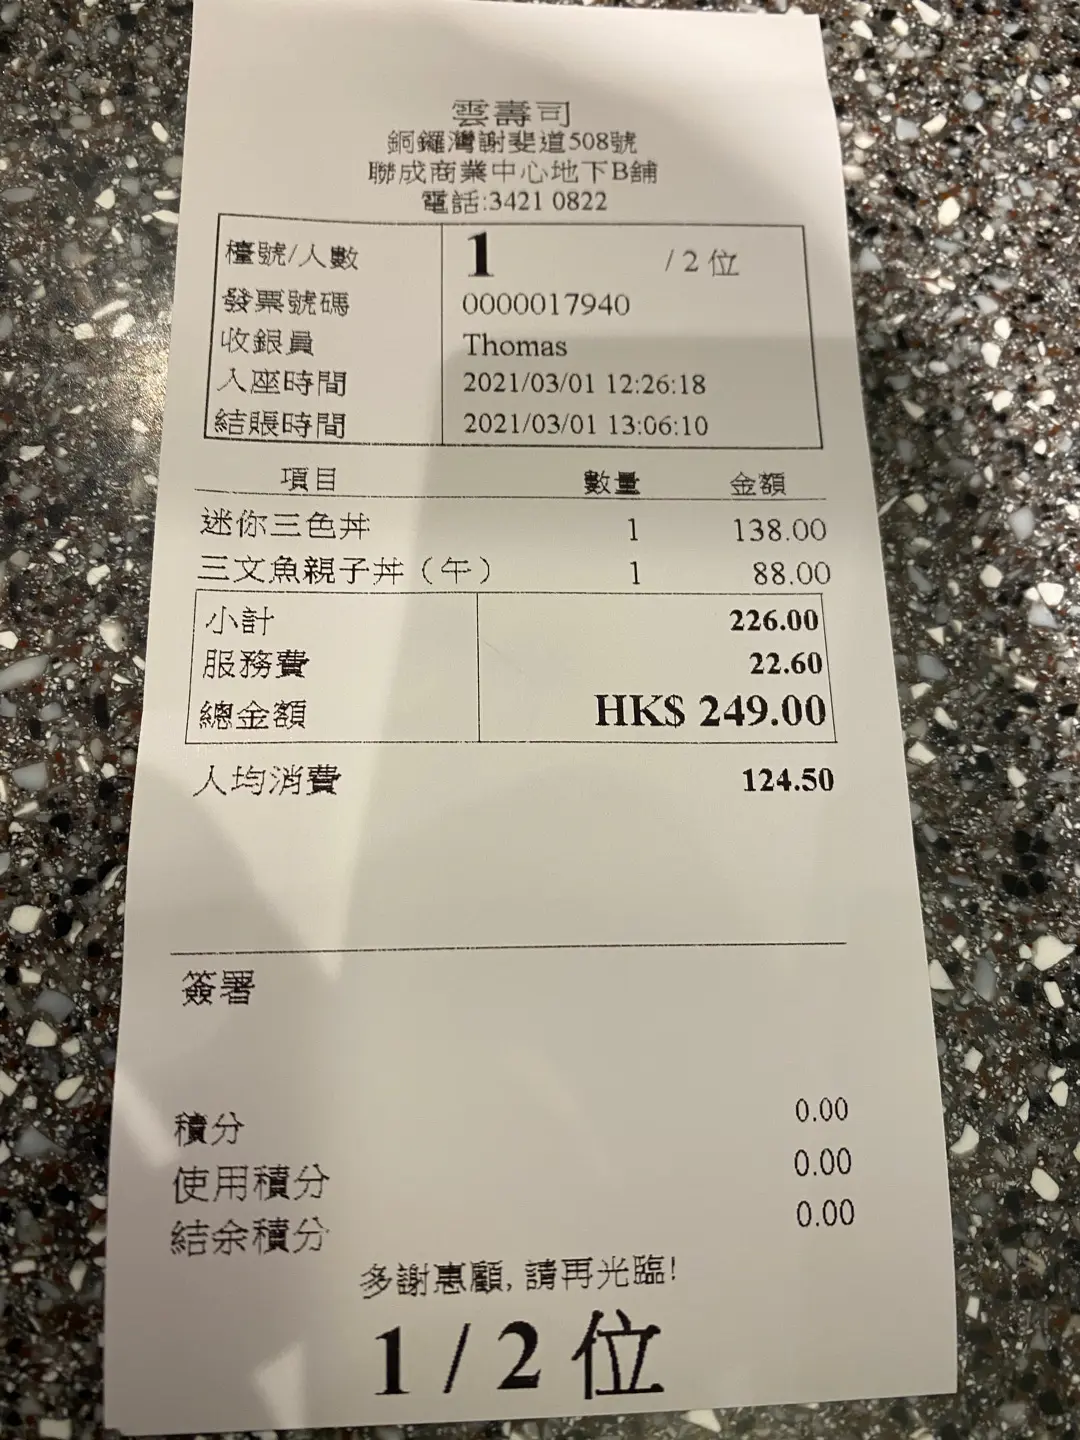 雲壽司
銅鑼灣謝斐道508號
聯成商業中心地下B舖
電話:3421 0822
檯號/人數 1 / 2 位
發票號碼 0000017940
收銀員 Thomas
入座時間 2021/03/01 12:26:18
結賬時間 2021/03/01 13:06:10
項目 數量 金額
迷你三色丼 1 138.00
三文魚親子丼（午） 1 88.00
小計 226.00
服務費 22.60
總金額 HK$ 249.00
人均消費 124.50
簽署
積分 0.00
使用積分 0.00
結余積分 0.00
多謝惠顧, 請再光臨!
1 / 2 位